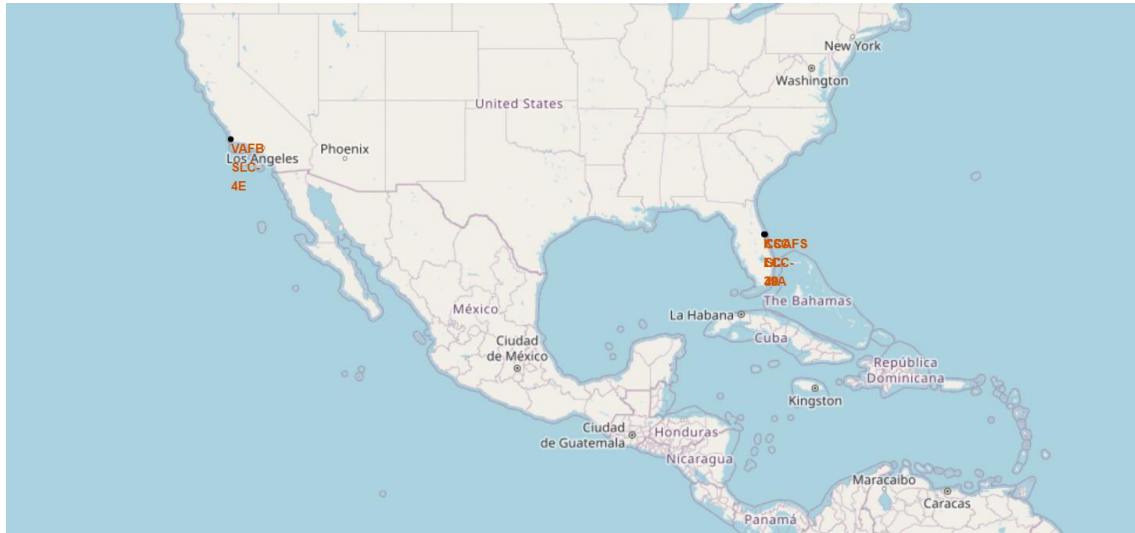 New York
Washington
United States
VAFB
SLC-
4E
Los Angeles
Phoenix
The Bahamas
La Habana
México
Cuba
Ciudad
de México
República
Dominicana
Kingston
Ciudad
de Guatemala
Honduras
Nicaragua
Maracaibo
Caracas
Panamá